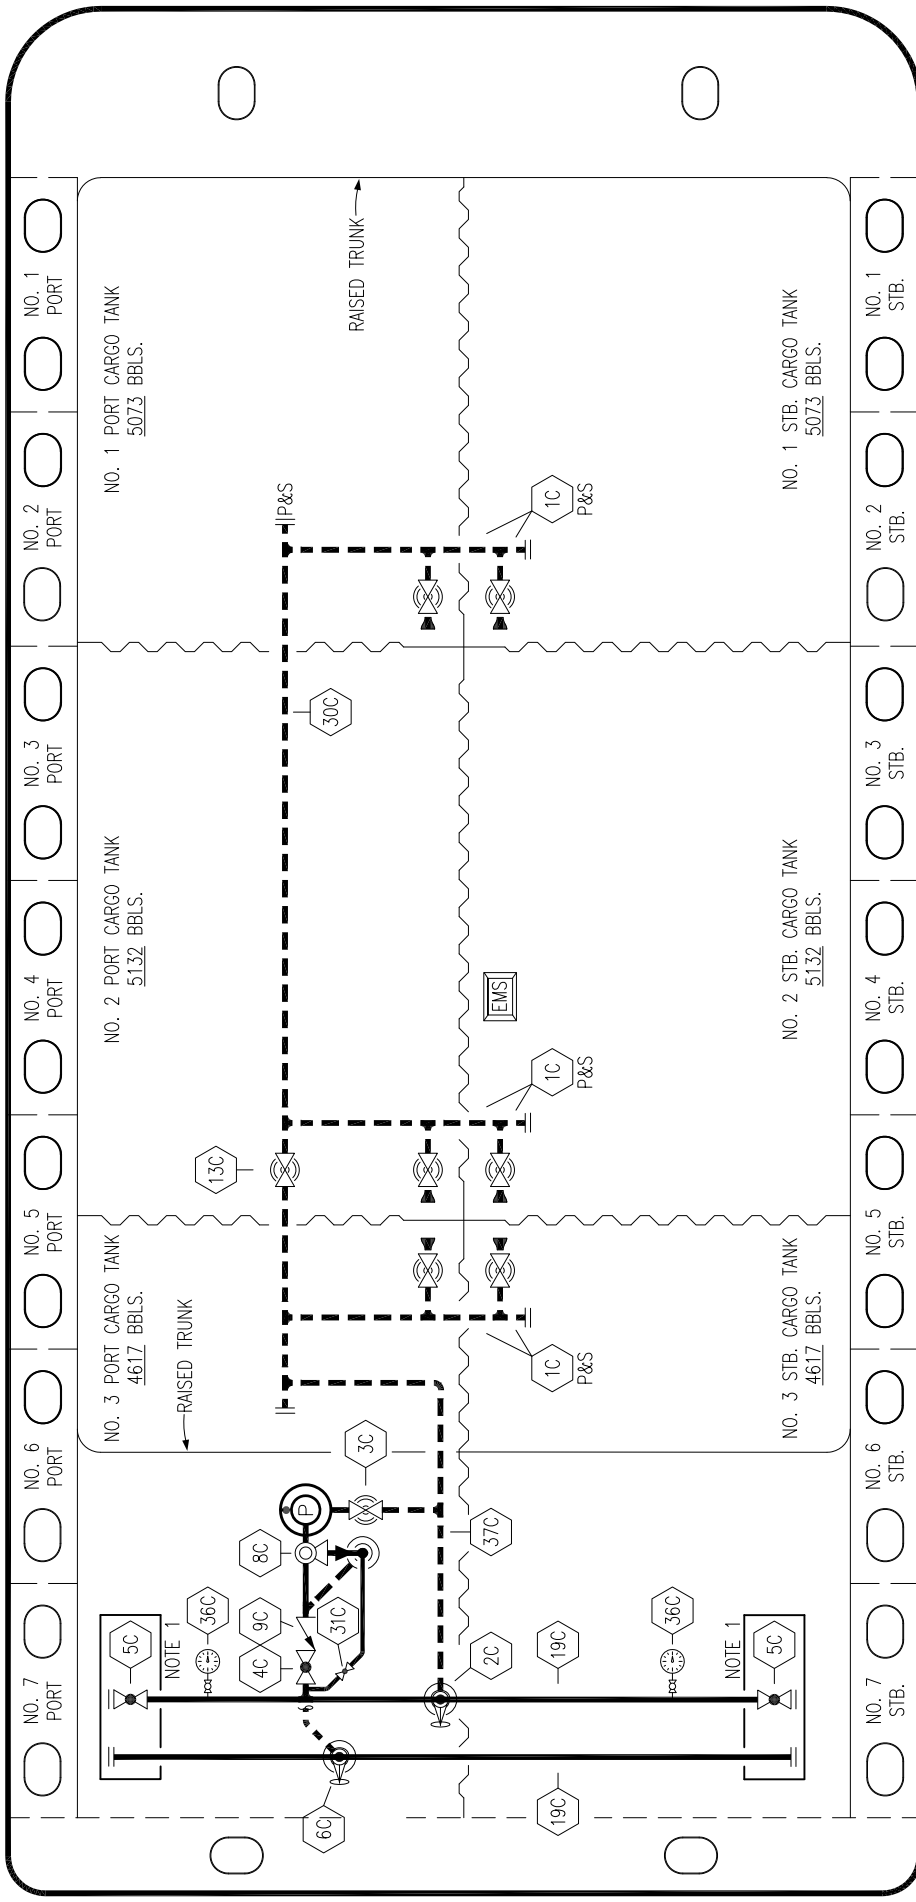 NO. 1
PORT
NO. 2
PORT
NO. 3
PORT
NO. 4
PORT
NO. 5
PORT
NO. 6
PORT
NO. 7
PORT
NO. 1 PORT CARGO TANK
5073 BBLS.
RAISED TRUNK
P&S
1C
P&S
NO. 1 STB. CARGO TANK
5073 BBLS.
30C
NO. 2 PORT CARGO TANK
5132 BBLS.
EMS
1C
P&S
13C
NO. 2 STB. CARGO TANK
5132 BBLS.
NO. 3 PORT CARGO TANK
4617 BBLS.
RAISED TRUNK
1C
P&S
NO. 3 STB. CARGO TANK
4617 BBLS.
3C
P
8C
37C
9C
31C
4C
36C
5C
NOTE 1
2C
19C
36C
NOTE 1
5C
6C
19C
NO. 1
STB.
NO. 2
STB.
NO. 3
STB.
NO. 4
STB.
NO. 5
STB.
NO. 6
STB.
NO. 7
STB.